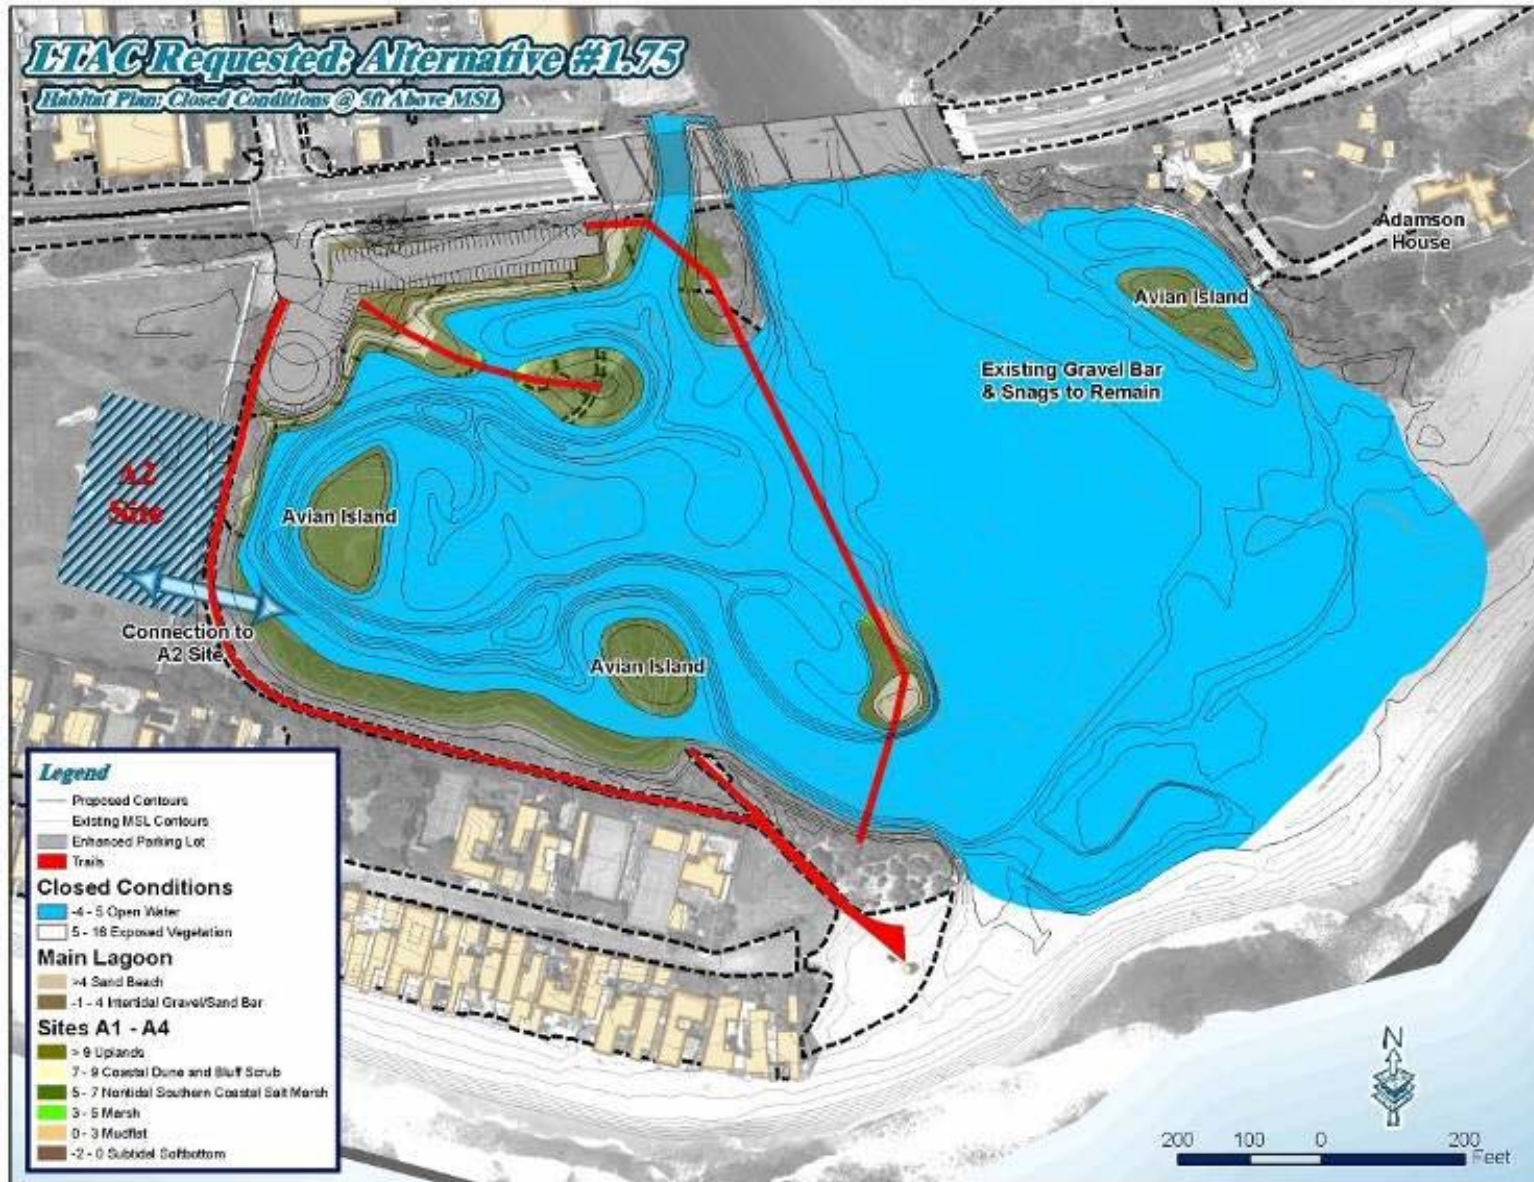 LTAC Requested: Alternative #1.75
Habitat Plan: Closed Conditions @ 5ft Above MSL
Adamson
House
Avian Island
Existing Gravel Bar
& Snags to Remain
A2
Site
Avian Island
Connection to
A2 Site
Avian Island
Legend
Proposed Contours
Existing MSL Contours
Enhanced Parking Lot
Trails
Closed Conditions
-4 - 5 Open Water
5 - 16 Exposed Vegetation
Main Lagoon
>4 Sand Beach
-1 - 4 Intertidal Gravel/Sand Bar
Sites A1 - A4
> 9 Uplands
7 - 9 Coastal Dune and Bluff Scrub
5 - 7 Nontidal Southern Coastal Salt Marsh
3 - 5 Marsh
0 - 3 Mudflat
-2 - 0 Subtidal Softbottom
N
200 100 0 200
Feet